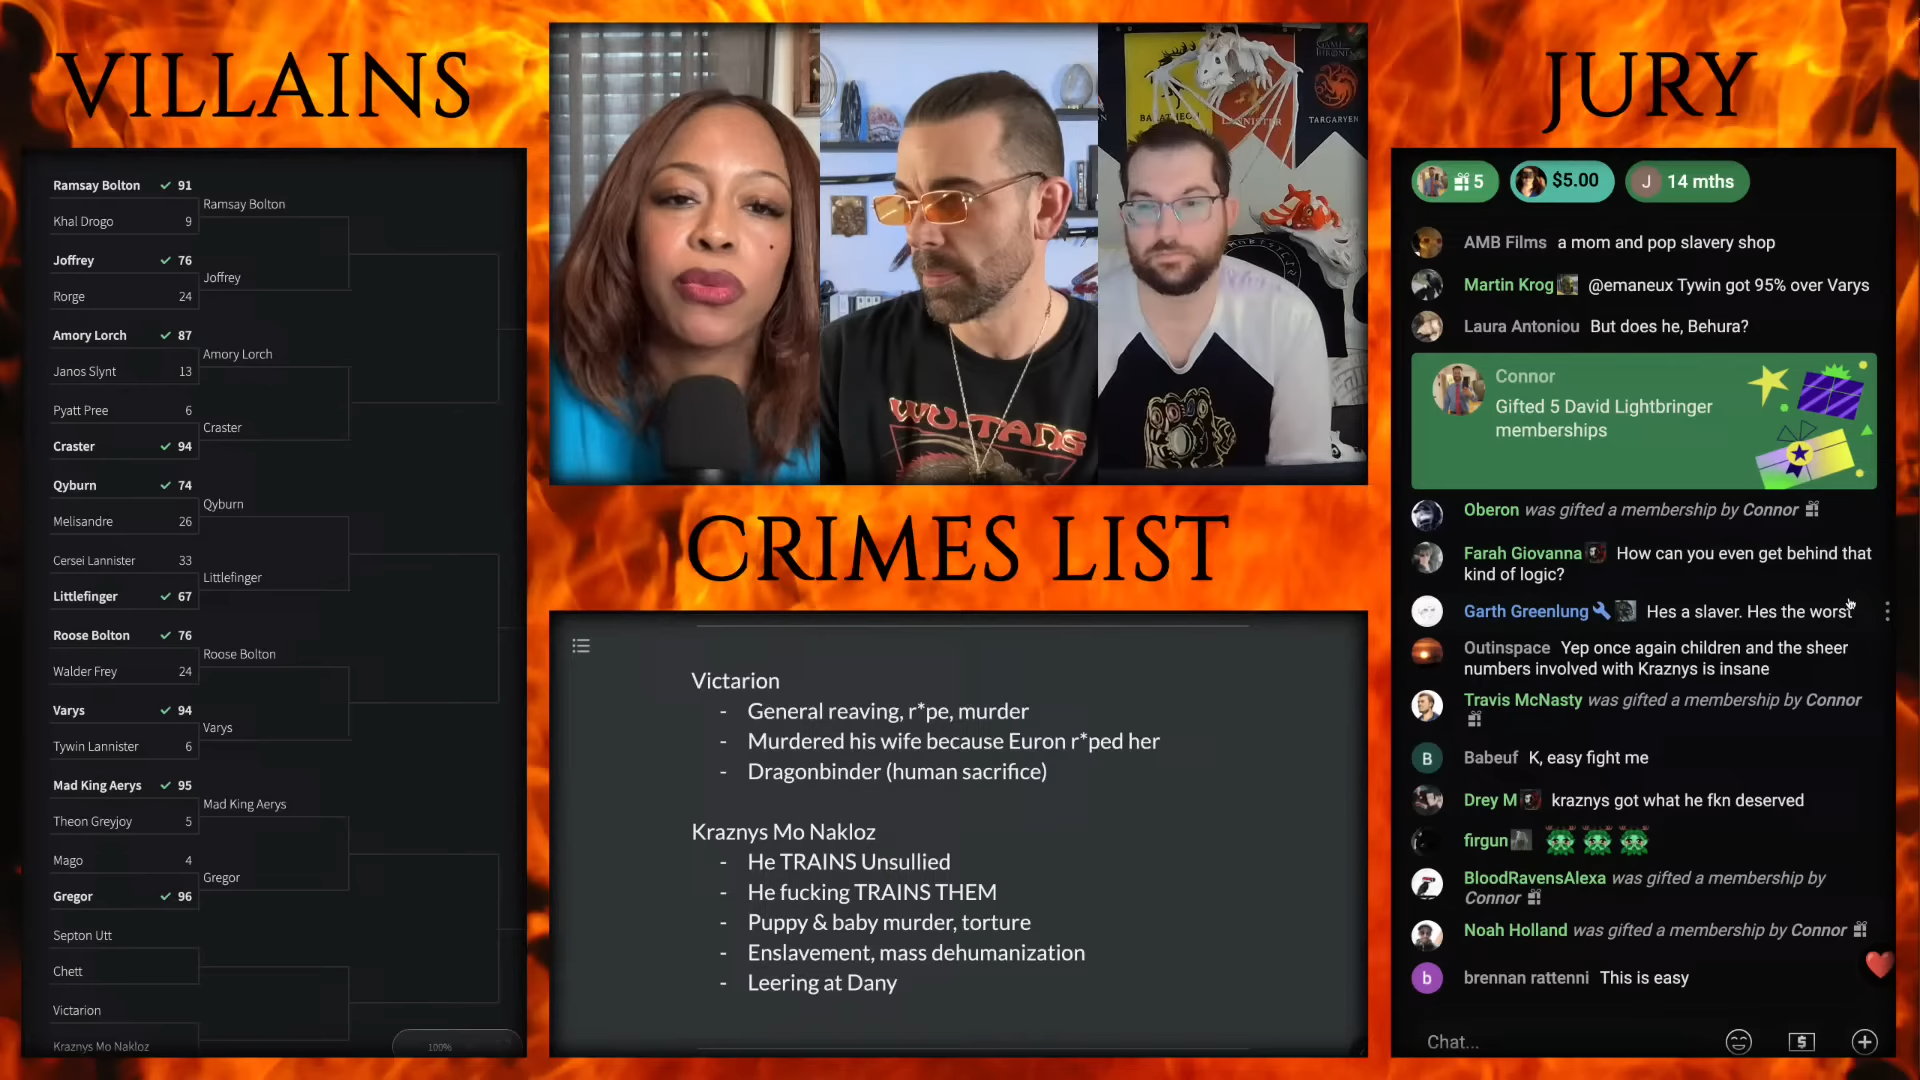 VILLAINS
Ramsay Bolton ✓ 91
Khal Drogo 9
Ramsay Bolton
Joffrey ✓ 76
Rorge 24
Joffrey
Amory Lorch ✓ 87
Janos Slynt 13
Amory Lorch
Pyatt Pree 6
Craster ✓ 94
Craster
Qyburn ✓ 74
Melisandre 26
Qyburn
Cersei Lannister 33
Littlefinger ✓ 67
Littlefinger
Roose Bolton ✓ 76
Walder Frey 24
Roose Bolton
Varys ✓ 94
Tywin Lannister 6
Varys
Mad King Aerys ✓ 95
Theon Greyjoy 5
Mad King Aerys
Mago 4
Gregor ✓ 96
Gregor
Septon Utt
Chett
Victarion
Kraznys Mo Nakloz
100%
WU-TANG
LANNISTER
TARGARYEN
CRIMES LIST
Victarion
- General reaving, r*pe, murder
- Murdered his wife because Euron r*ped her
- Dragonbinder (human sacrifice)
Kraznys Mo Nakloz
- He TRAINS Unsullied
- He fucking TRAINS THEM
- Puppy & baby murder, torture
- Enslavement, mass dehumanization
- Leering at Dany
JURY
5
$5.00
J 14 mths
AMB Films a mom and pop slavery shop
Martin Krog @emaneux Tywin got 95% over Varys
Laura Antoniou But does he, Behura?
Connor
Gifted 5 David Lightbringer
memberships
Oberon was gifted a membership by Connor
Farah Giovanna How can you even get behind that
kind of logic?
Garth Greenlung Hes a slaver. Hes the worst
Outinspace Yep once again children and the sheer
numbers involved with Kraznys is insane
Travis McNasty was gifted a membership by Connor
B Babeuf K, easy fight me
Drey M kraznys got what he fkn deserved
firgun
BloodRavensAlexa was gifted a membership by
Connor
Noah Holland was gifted a membership by Connor
b brennan rattenni This is easy
Chat...